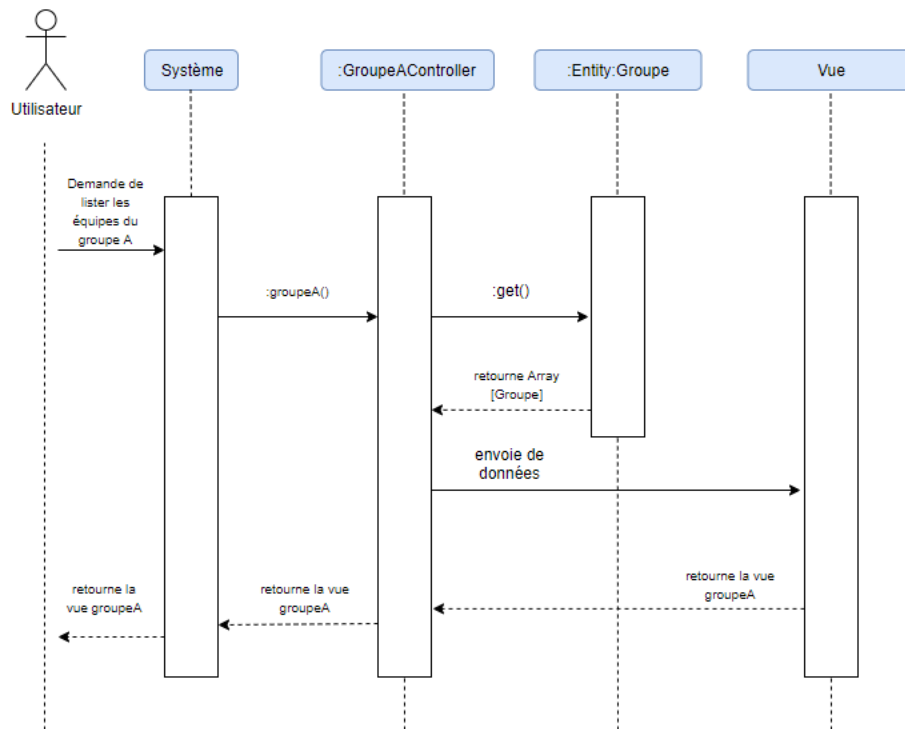 Système
:GroupeAController
:Entity:Groupe
Vue
Utilisateur
Demande de
lister les
équipes du
groupe A
:groupeA()
:get()
retourne Array
[Groupe]
envoie de
données
retourne la vue
groupeA
retourne la vue
groupeA
retourne la
vue groupeA